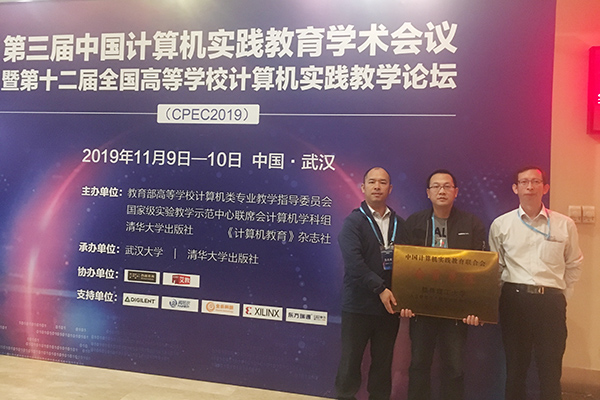 第三届中国计算机实践教育学术会议
暨第十二届全国高等学校计算机实践教学论坛
(CPEC2019)
2019年11月9日—10日 中国·武汉
主办单位：教育部高等学校计算机类专业教学指导委员会
国家级实验教学示范中心联席会计算机学科组
清华大学出版社 《计算机教育》杂志社
承办单位：武汉大学 | 清华大学出版社
协办单位：
支持单位：
DIGILENT
XILINX
中国计算机实践教育联合会